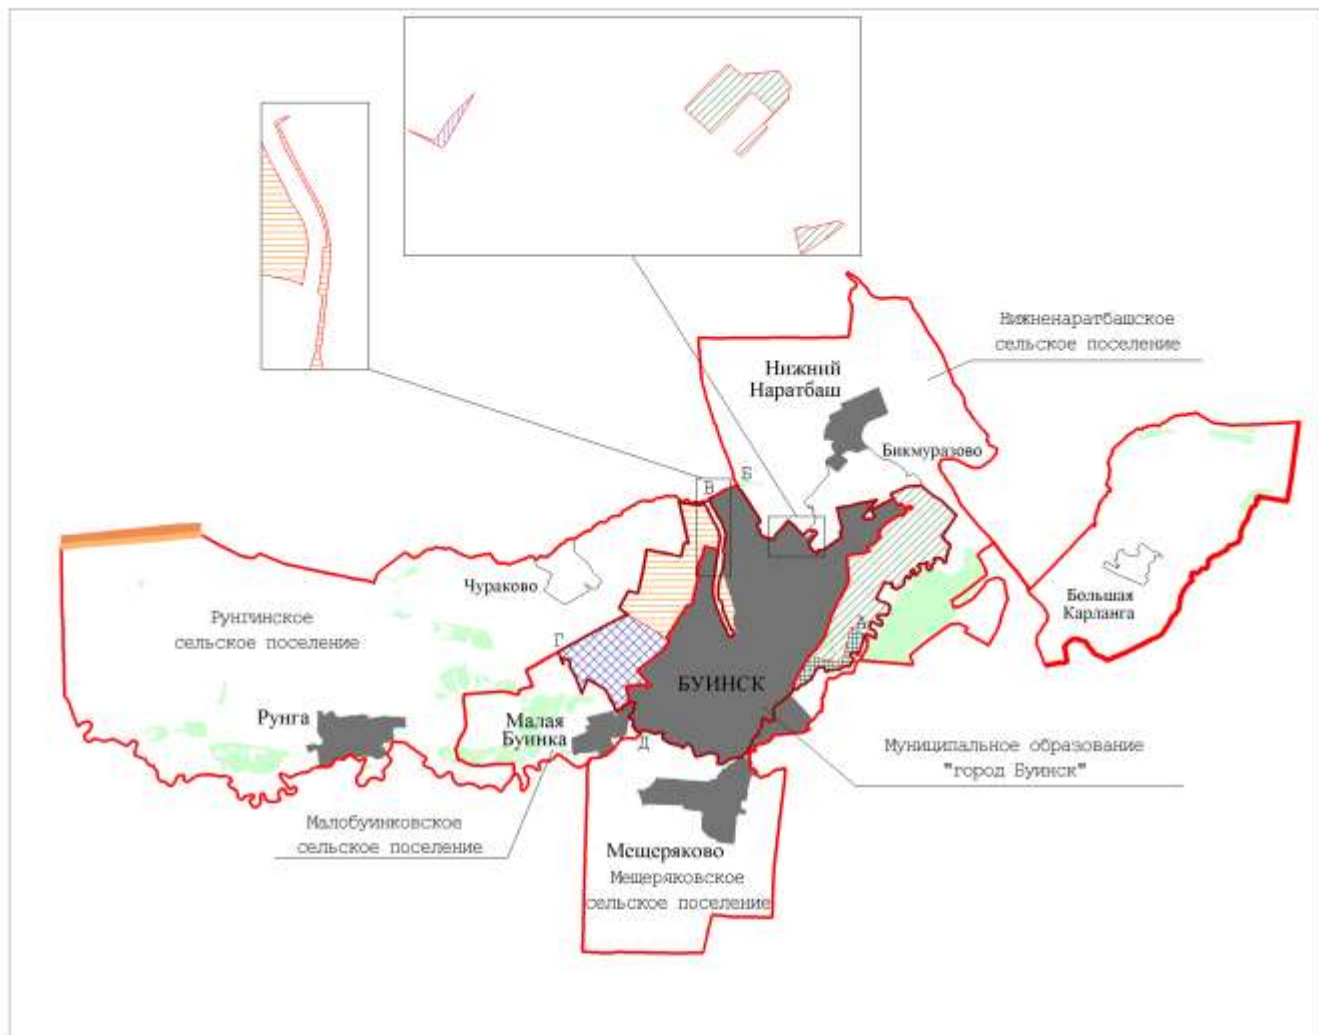 Нижненаратбашское
сельское поселение
Нижний
Наратбаш
Бикмуразово
Б
В
Чураково
Большая
Карланга
Рунгинское
сельское поселение
А
Г
БУИНСК
Рунга
Малая
Буинка
Д
Муниципальное образование
"город Буинск"
Малобуинковское
сельское поселение
Мещеряково
Мещеряковское
сельское поселение